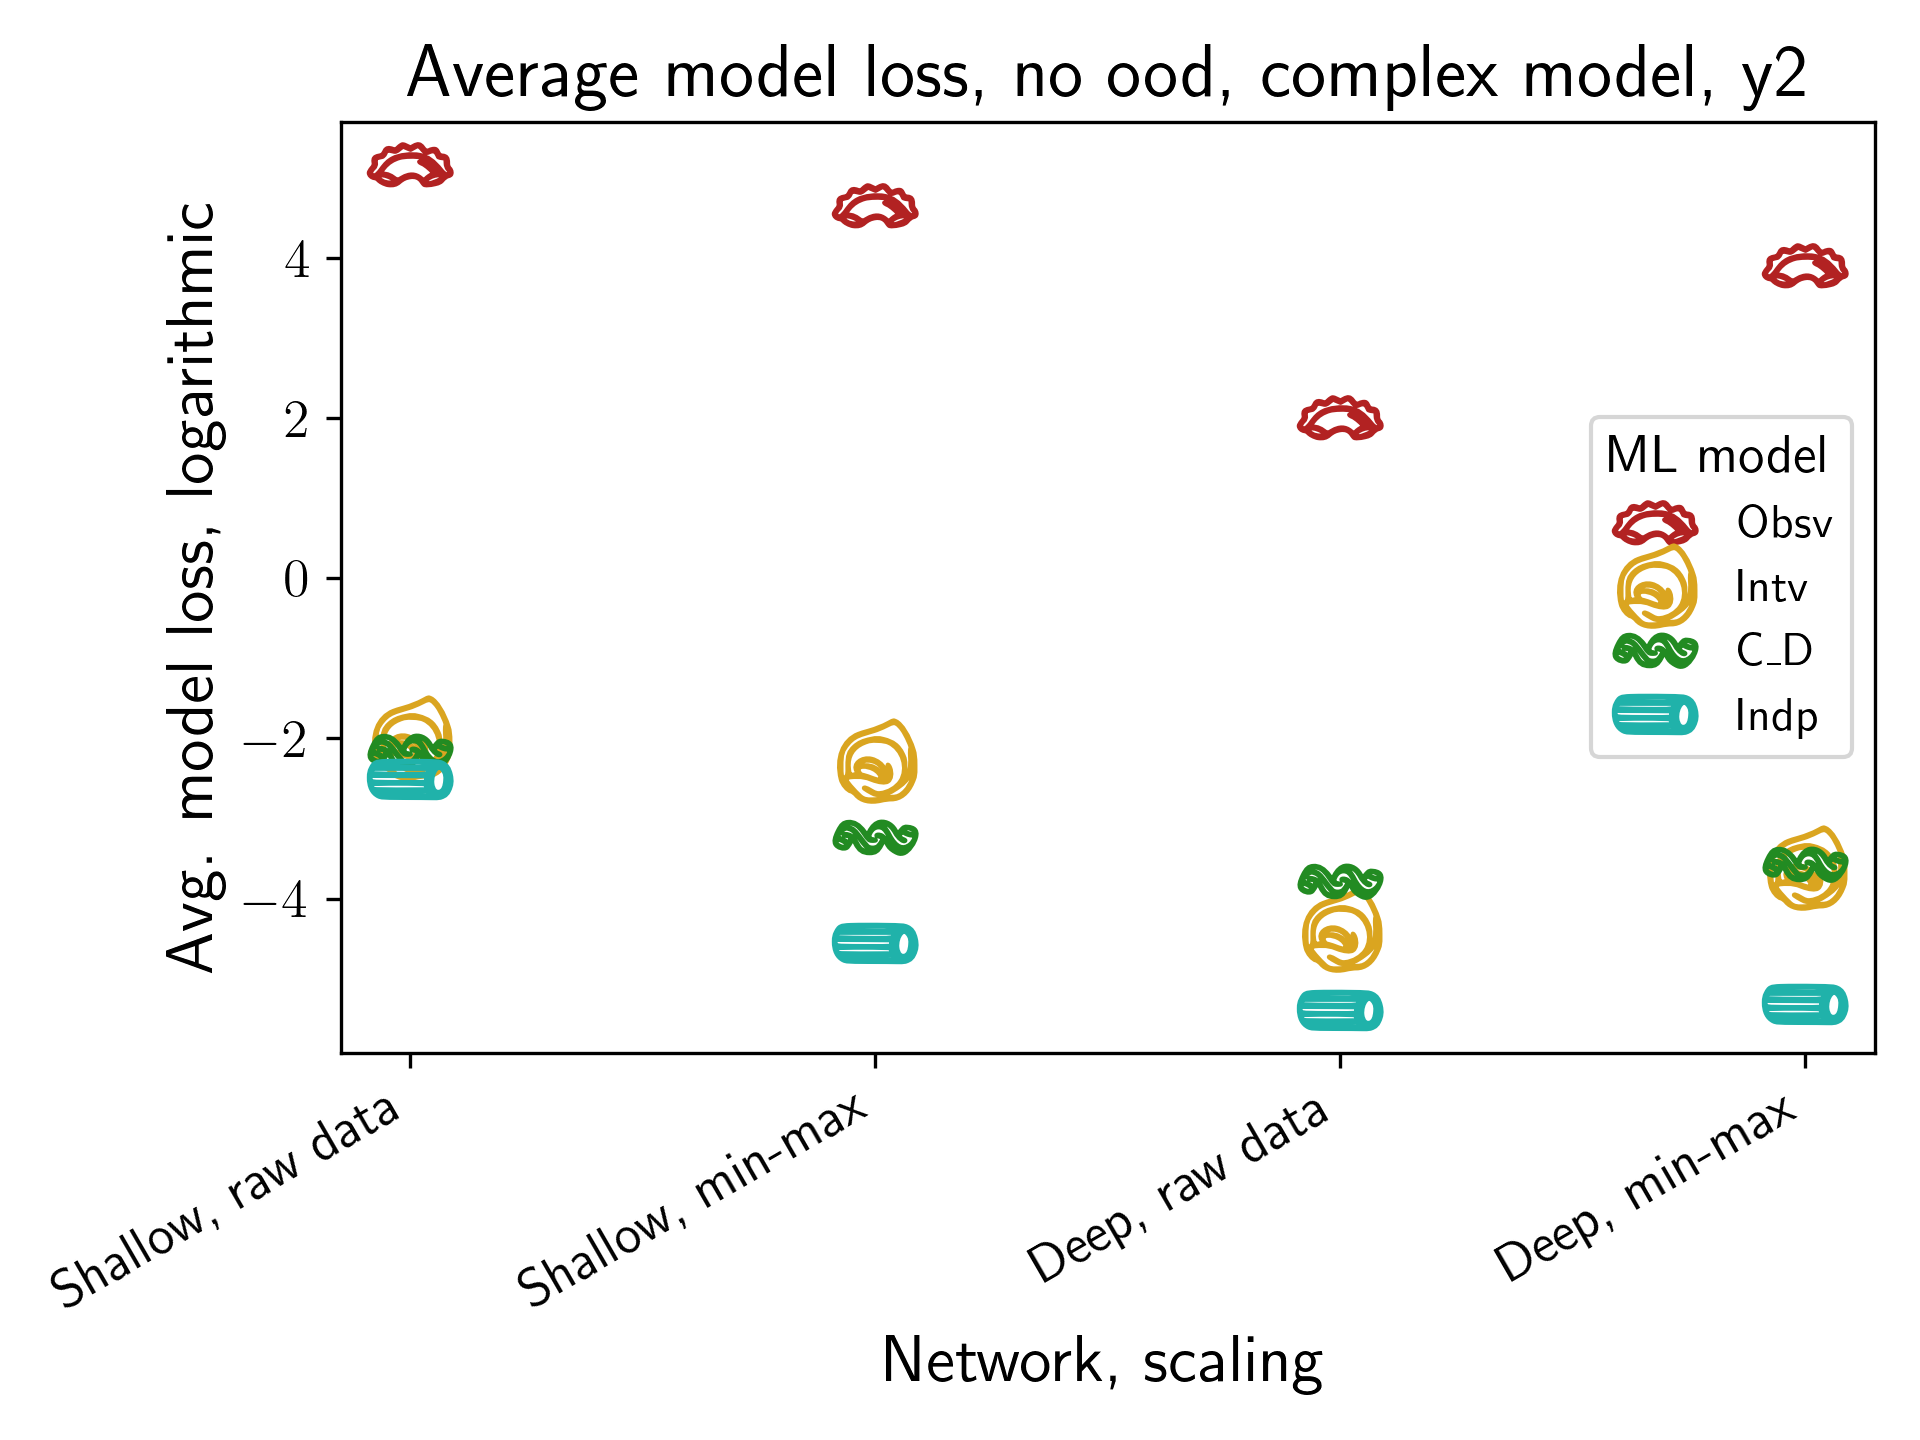 Average model loss, no ood, complex model, y2
Avg. model loss, logarithmic
4
2
0
−2
−4
ML model
Obsv
Intv
C_D
Indp
Shallow, raw data
Shallow, min-max
Deep, raw data
Deep, min-max
Network, scaling